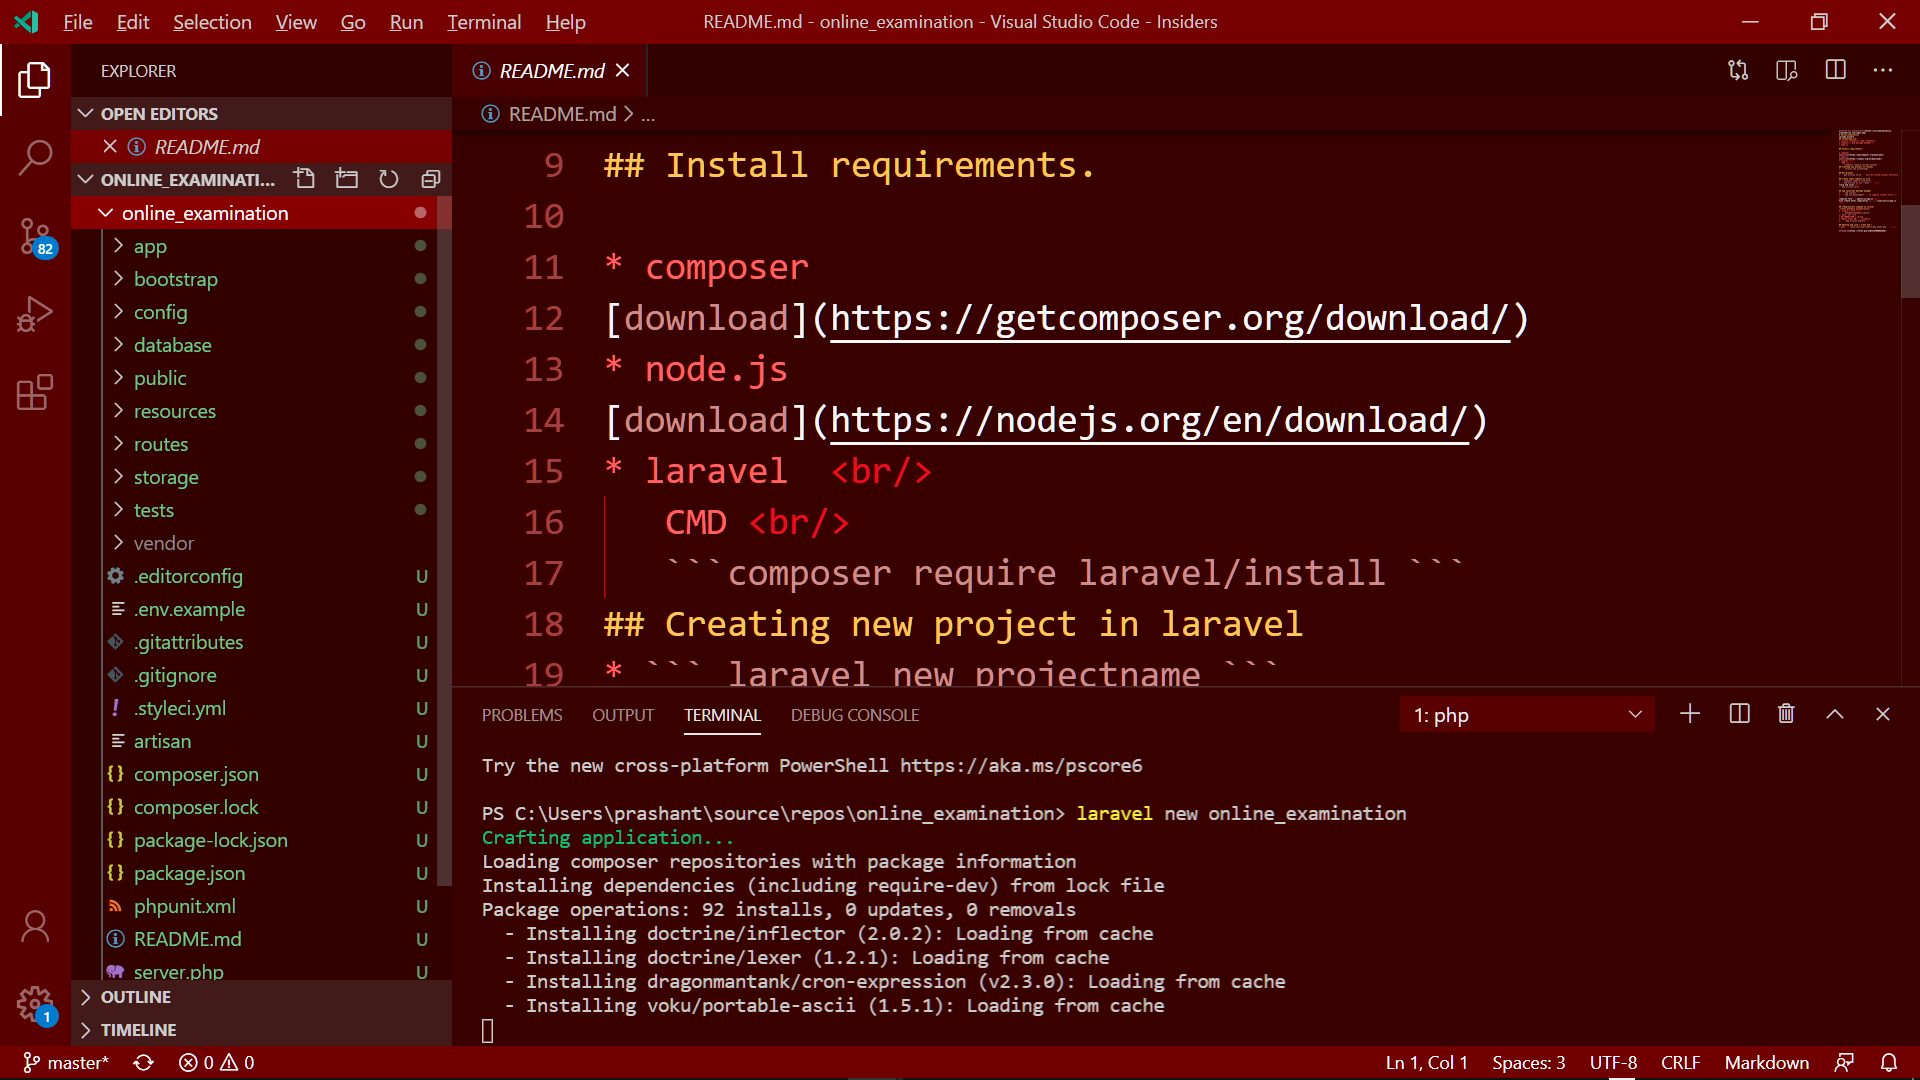 File Edit Selection View Go Run Terminal Help README.md - online_examination - Visual Studio Code - Insiders
EXPLORER
OPEN EDITORS
README.md
ONLINE_EXAMINATI...
online_examination
app
bootstrap
config
database
public
resources
routes
storage
tests
vendor
.editorconfig U
.env.example U
.gitattributes U
.gitignore U
.styleci.yml U
artisan U
composer.json U
composer.lock U
package-lock.json U
package.json U
phpunit.xml U
README.md U
server.php U
OUTLINE
TIMELINE
82
1
README.md
README.md > ...
9 ## Install requirements.
10
11 * composer
12 [download](https://getcomposer.org/download/)
13 * node.js
14 [download](https://nodejs.org/en/download/)
15 * laravel  <br/>
16    CMD <br/>
17    ```composer require laravel/install ```
18 ## Creating new project in laravel
19 * ``` laravel new projectname ```
PROBLEMS OUTPUT TERMINAL DEBUG CONSOLE 1: php
Try the new cross-platform PowerShell https://aka.ms/pscore6
PS C:\Users\prashant\source\repos\online_examination> laravel new online_examination
Crafting application...
Loading composer repositories with package information
Installing dependencies (including require-dev) from lock file
Package operations: 92 installs, 0 updates, 0 removals
  - Installing doctrine/inflector (2.0.2): Loading from cache
  - Installing doctrine/lexer (1.2.1): Loading from cache
  - Installing dragonmantank/cron-expression (v2.3.0): Loading from cache
  - Installing voku/portable-ascii (1.5.1): Loading from cache
master* 0 0 Ln 1, Col 1 Spaces: 3 UTF-8 CRLF Markdown